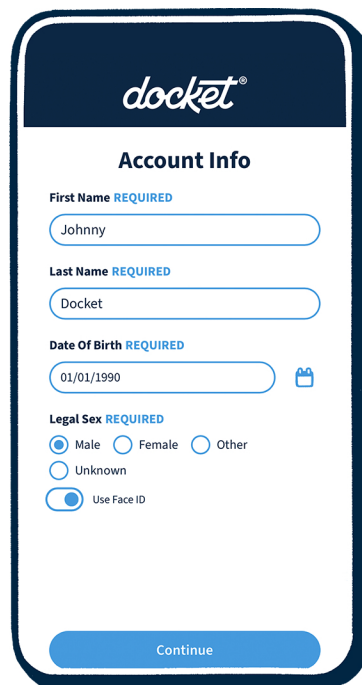 docket®
Account Info
First Name REQUIRED
Johnny
Last Name REQUIRED
Docket
Date Of Birth REQUIRED
01/01/1990
Legal Sex REQUIRED
Male Female Other
Unknown
Use Face ID
Continue